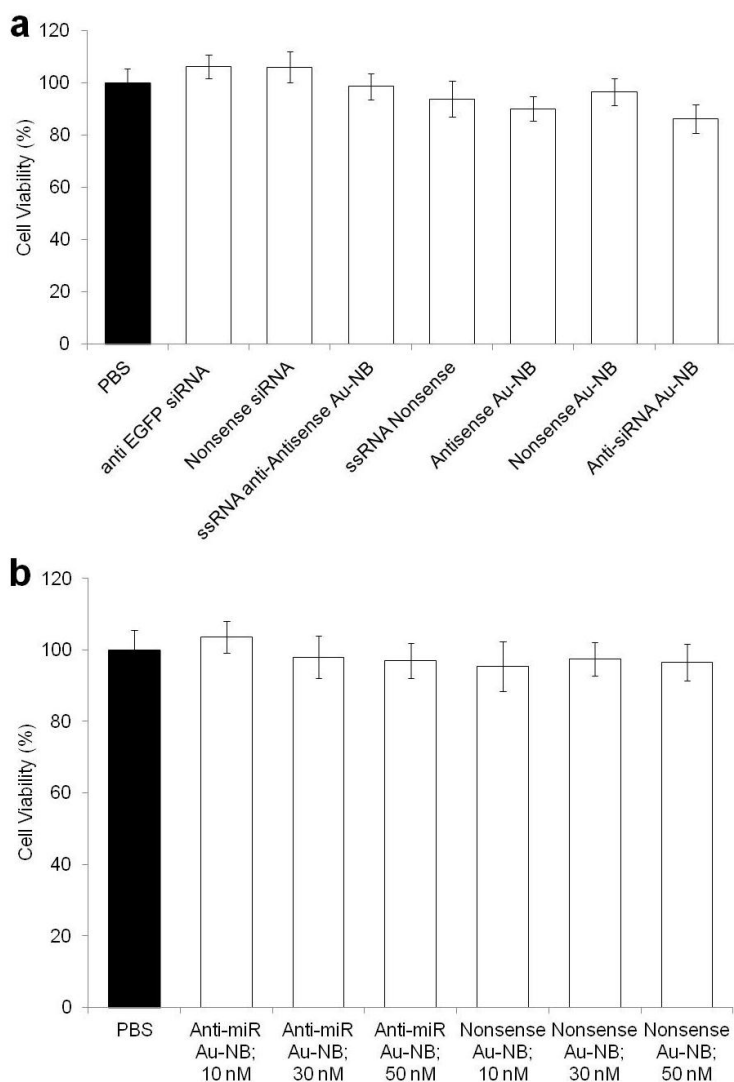 a
120
100
80
60
40
20
0
Cell Viability (%)
PBS
anti EGFP siRNA
Nonsense siRNA
ssRNA anti-Antisense Au-NB
ssRNA Nonsense
Antisense Au-NB
Nonsense Au-NB
Anti-siRNA Au-NB
b
120
100
80
60
40
20
0
Cell Viability (%)
PBS
Anti-miR
Au-NB;
10 nM
Anti-miR
Au-NB;
30 nM
Anti-miR
Au-NB;
50 nM
Nonsense
Au-NB;
10 nM
Nonsense
Au-NB;
30 nM
Nonsense
Au-NB;
50 nM